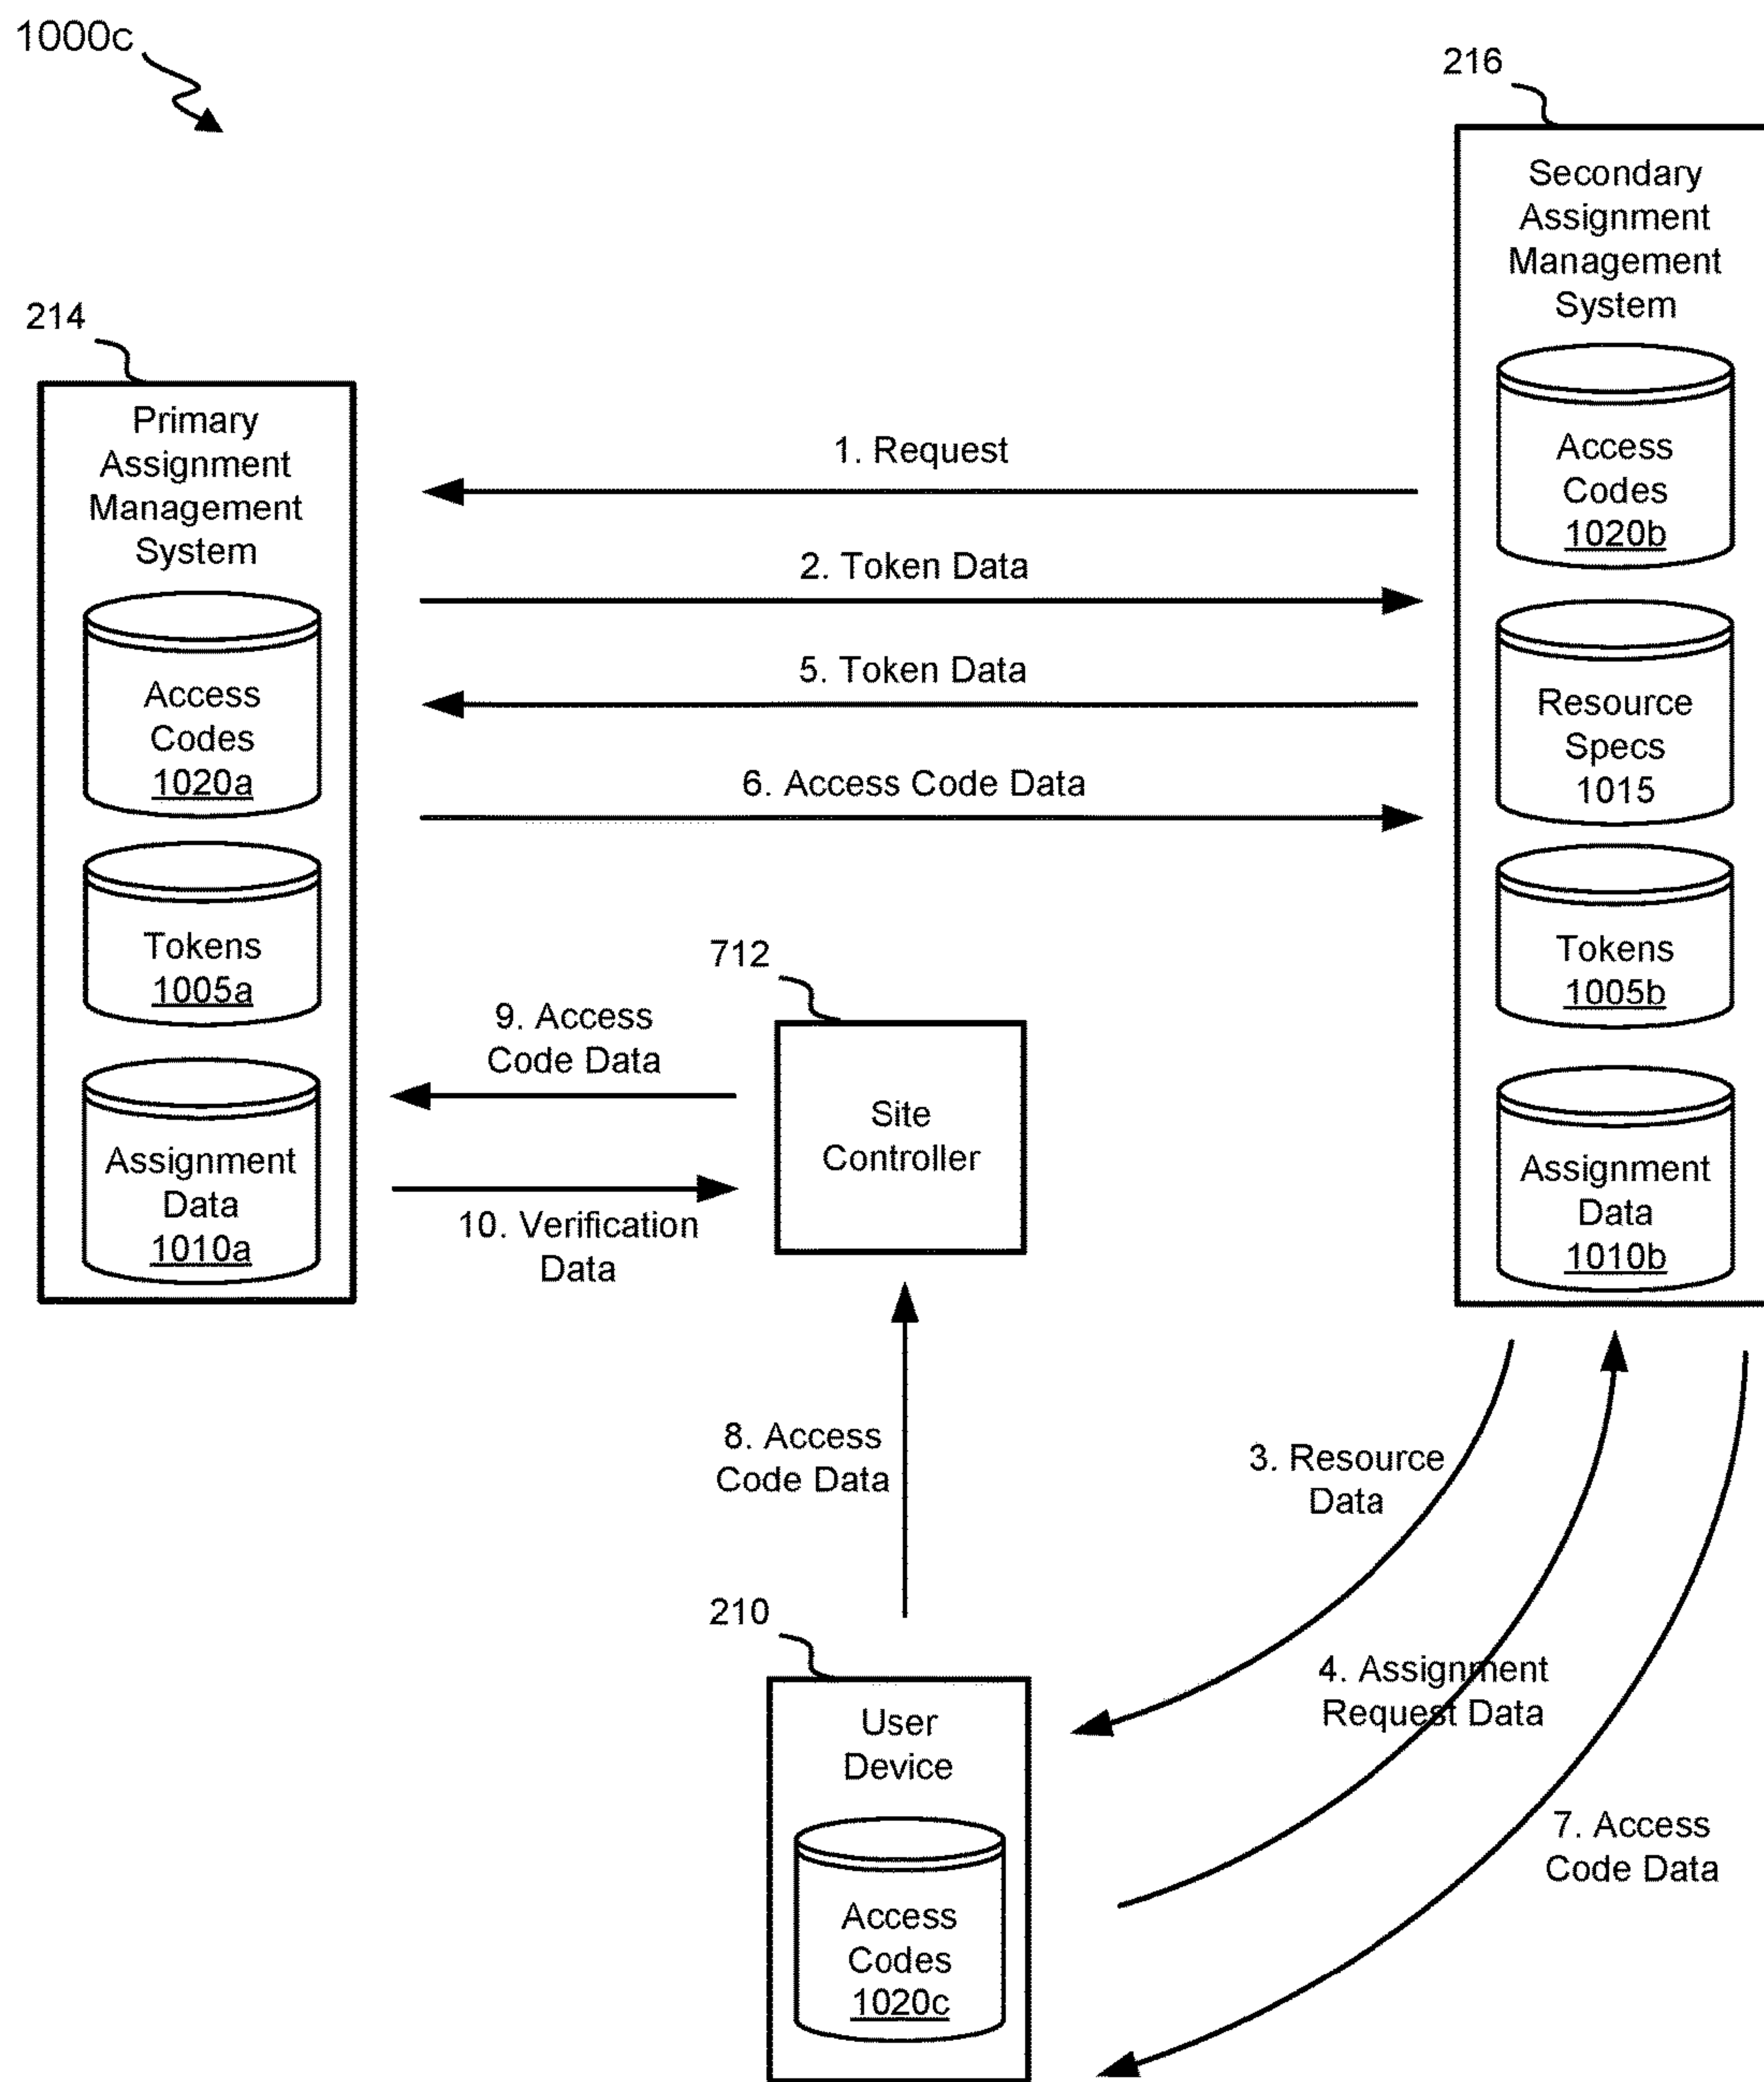 1000c
216
Secondary
Assignment
Management
System
Access
Codes
1020b
Resource
Specs
1015
Tokens
1005b
Assignment
Data
1010b
214
Primary
Assignment
Management
System
Access
Codes
1020a
Tokens
1005a
Assignment
Data
1010a
1. Request
2. Token Data
5. Token Data
6. Access Code Data
712
Site
Controller
9. Access
Code Data
10. Verification
Data
8. Access
Code Data
3. Resource
Data
4. Assignment
Request Data
7. Access
Code Data
210
User
Device
Access
Codes
1020c